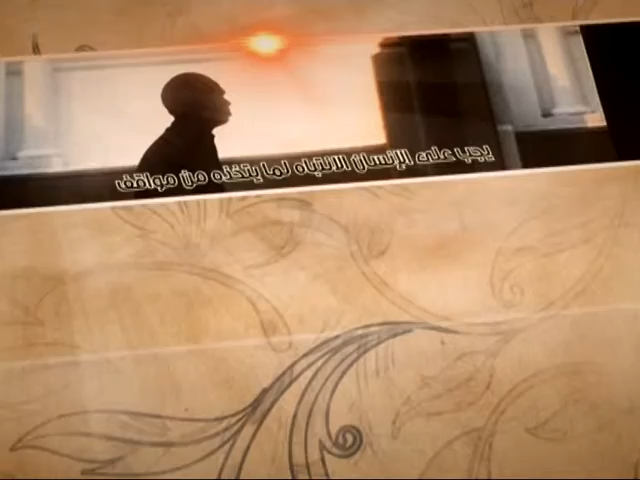 يجب على الإنسان الانتباه لما يتخذه من مواقف